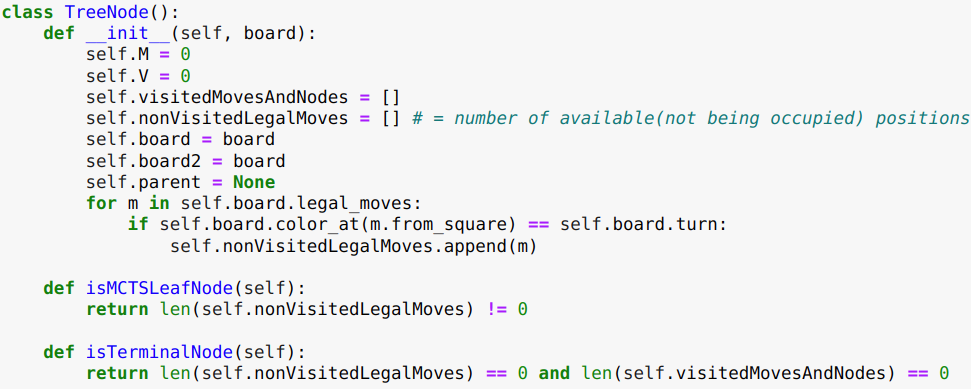 class TreeNode():
    def __init__(self, board):
        self.M = 0
        self.V = 0
        self.visitedMovesAndNodes = []
        self.nonVisitedLegalMoves = [] # = number of available(not being occupied) positions
        self.board = board
        self.board2 = board
        self.parent = None
        for m in self.board.legal_moves:
            if self.board.color_at(m.from_square) == self.board.turn:
                self.nonVisitedLegalMoves.append(m)
    def isMCTSLeafNode(self):
        return len(self.nonVisitedLegalMoves) != 0
    def isTerminalNode(self):
        return len(self.nonVisitedLegalMoves) == 0 and len(self.visitedMovesAndNodes) == 0